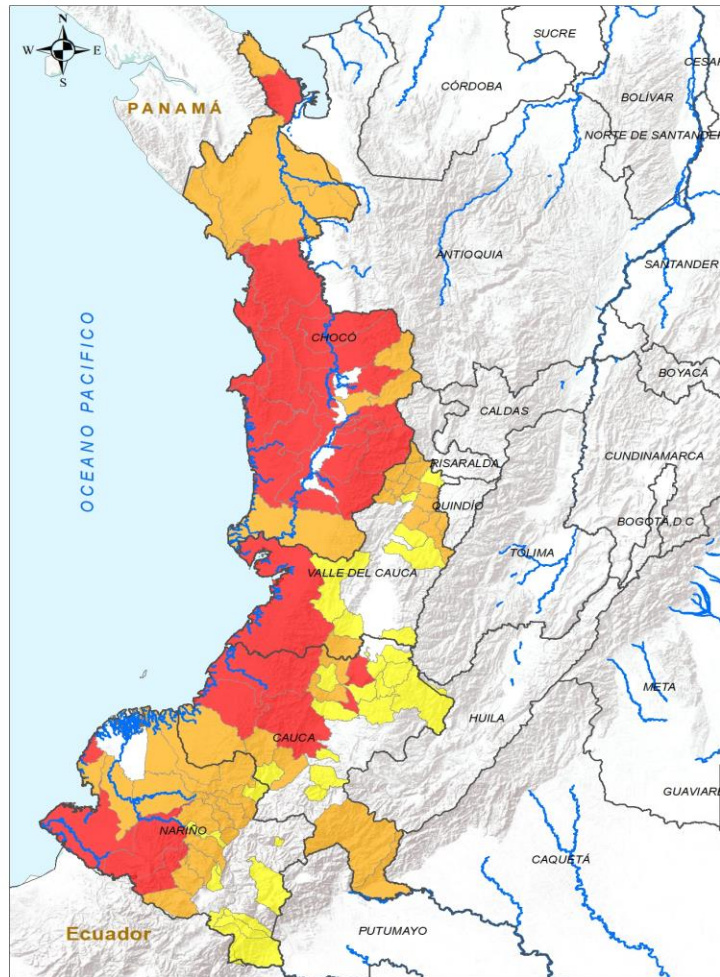 N
W E
S
SUCRE
CESAR
CÓRDOBA
BOLÍVAR
PANAMÁ
NORTE DE SANTANDER
ANTIOQUIA
SANTANDER
OCEANO PACIFICO
CHOCÓ
BOYACÁ
CALDAS
CUNDINAMARCA
RISARALDA
QUINDÍO
BOGOTÁ, D.C
TOLIMA
VALLE DEL CAUCA
META
HUILA
CAUCA
GUAVIARE
NARIÑO
CAQUETÁ
Ecuador
PUTUMAYO